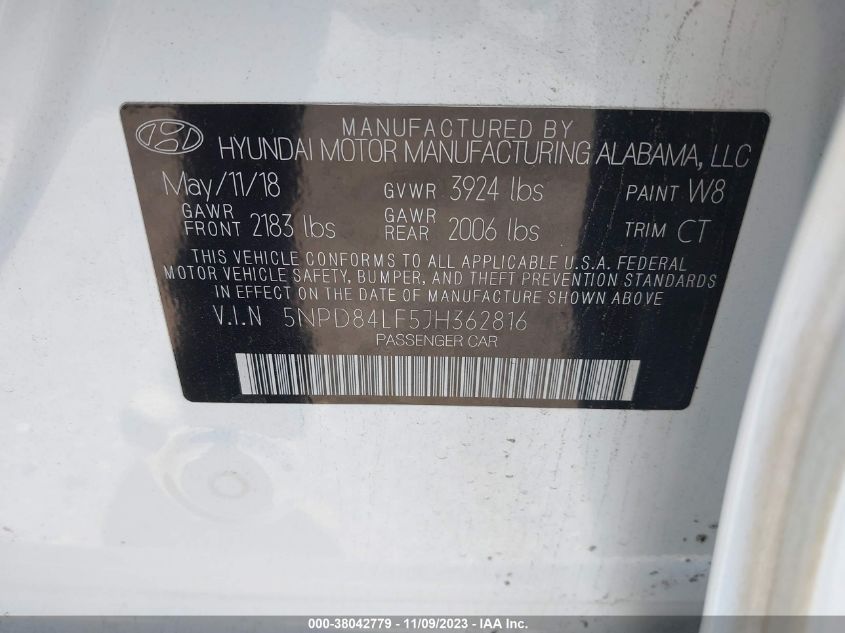 MANUFACTURED BY
HYUNDAI MOTOR MANUFACTURING ALABAMA, LLC
May/11/18 GVWR 3924 lbs PAINT W8
GAWR FRONT 2183 lbs GAWR REAR 2006 lbs TRIM CT
THIS VEHICLE CONFORMS TO ALL APPLICABLE U.S.A. FEDERAL
MOTOR VEHICLE SAFETY, BUMPER, AND THEFT PREVENTION STANDARDS
IN EFFECT ON THE DATE OF MANUFACTURE SHOWN ABOVE
V.I.N 5NPD84LF5JH362816
PASSENGER CAR
000-38042779 - 11/09/2023 - IAA Inc.